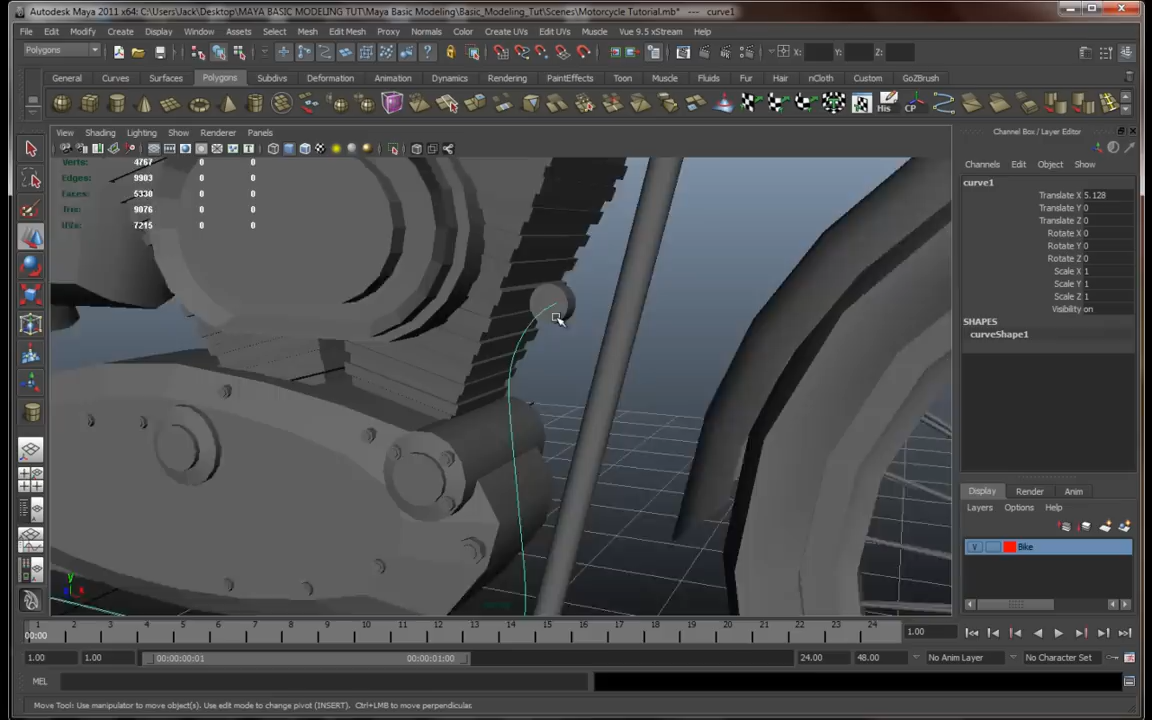 Autodesk Maya 2011 x64: C:\Users\Jack\Desktop\MAYA BASIC MODELING TUT\Maya Basic Modeling\Basic_Modeling_Tut\Scenes\Motorcycle Tutorial.mb* --- curve1
File Edit Modify Create Display Window Assets Select Mesh Edit Mesh Proxy Normals Color Create UVs Edit UVs Muscle Vue 9.5 xStream Help
Polygons X: Y: Z:
General Curves Surfaces Polygons Subdivs Deformation Animation Dynamics Rendering PaintEffects Toon Muscle Fluids Fur Hair nCloth Custom GoZBrush
His CP
View Shading Lighting Show Renderer Panels
Channel Box / Layer Editor
Channels Edit Object Show
Verts: 4767 0 0
Edges: 9903 0 0
Faces: 5330 0 0
Tris: 9076 0 0
UVs: 7215 0 0
curve1
Translate X 5.128
Translate Y 0
Translate Z 0
Rotate X 0
Rotate Y 0
Rotate Z 0
Scale X 1
Scale Y 1
Scale Z 1
Visibility on
SHAPES
curveShape1
Display Render Anim
Layers Options Help
V Bike
y
1 2 3 4 5 6 7 8 9 10 11 12 13 14 15 16 17 18 19 20 21 22 23 24 1.00
00:00
1.00 1.00 00:00:00:01 00:00:01:00 24.00 48.00 No Anim Layer No Character Set
MEL
Move Tool: Use manipulator to move object(s). Use edit mode to change pivot (INSERT). Ctrl+LMB to move perpendicular.